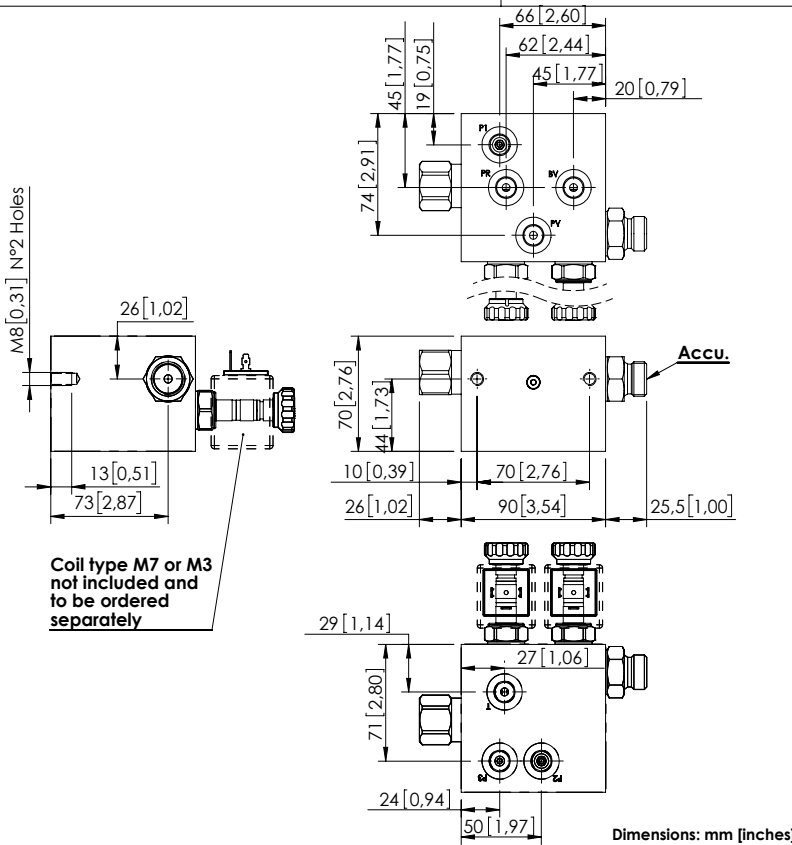 66[2,60]
62[2,44]
45[1,77]
20[0,79]
45[1,77]
19[0,75]
74[2,91]
P1
PR
BV
PV
M8[0,31] N°2 Holes
26[1,02]
13[0,51]
73[2,87]
Coil type M7 or M3
not included and
to be ordered
separately
Accu.
70[2,76]
44[1,73]
10[0,39]
70[2,76]
26[1,02]
90[3,54]
25,5[1,00]
29[1,14]
27[1,06]
71[2,80]
T
P3
P2
24[0,94]
50[1,97]
Dimensions: mm [inches]